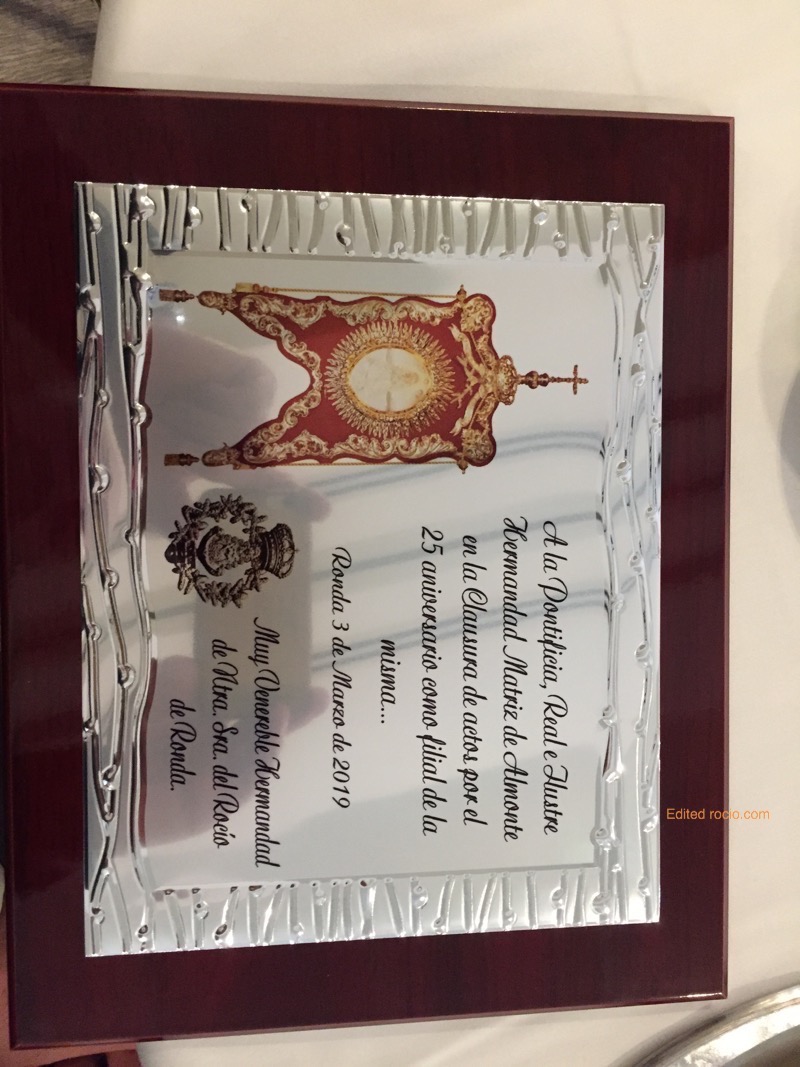 A la Pontificia, Real e Ilustre
Hermandad Matriz de Almonte
en la Clausura de actos por el
25 aniversario como filial de la
misma...
Ronda 3 de Marzo de 2019
Muy Venereble Hermandad
de Ntra. Sra. del Rocío
de Ronda.
Edited rocio.com